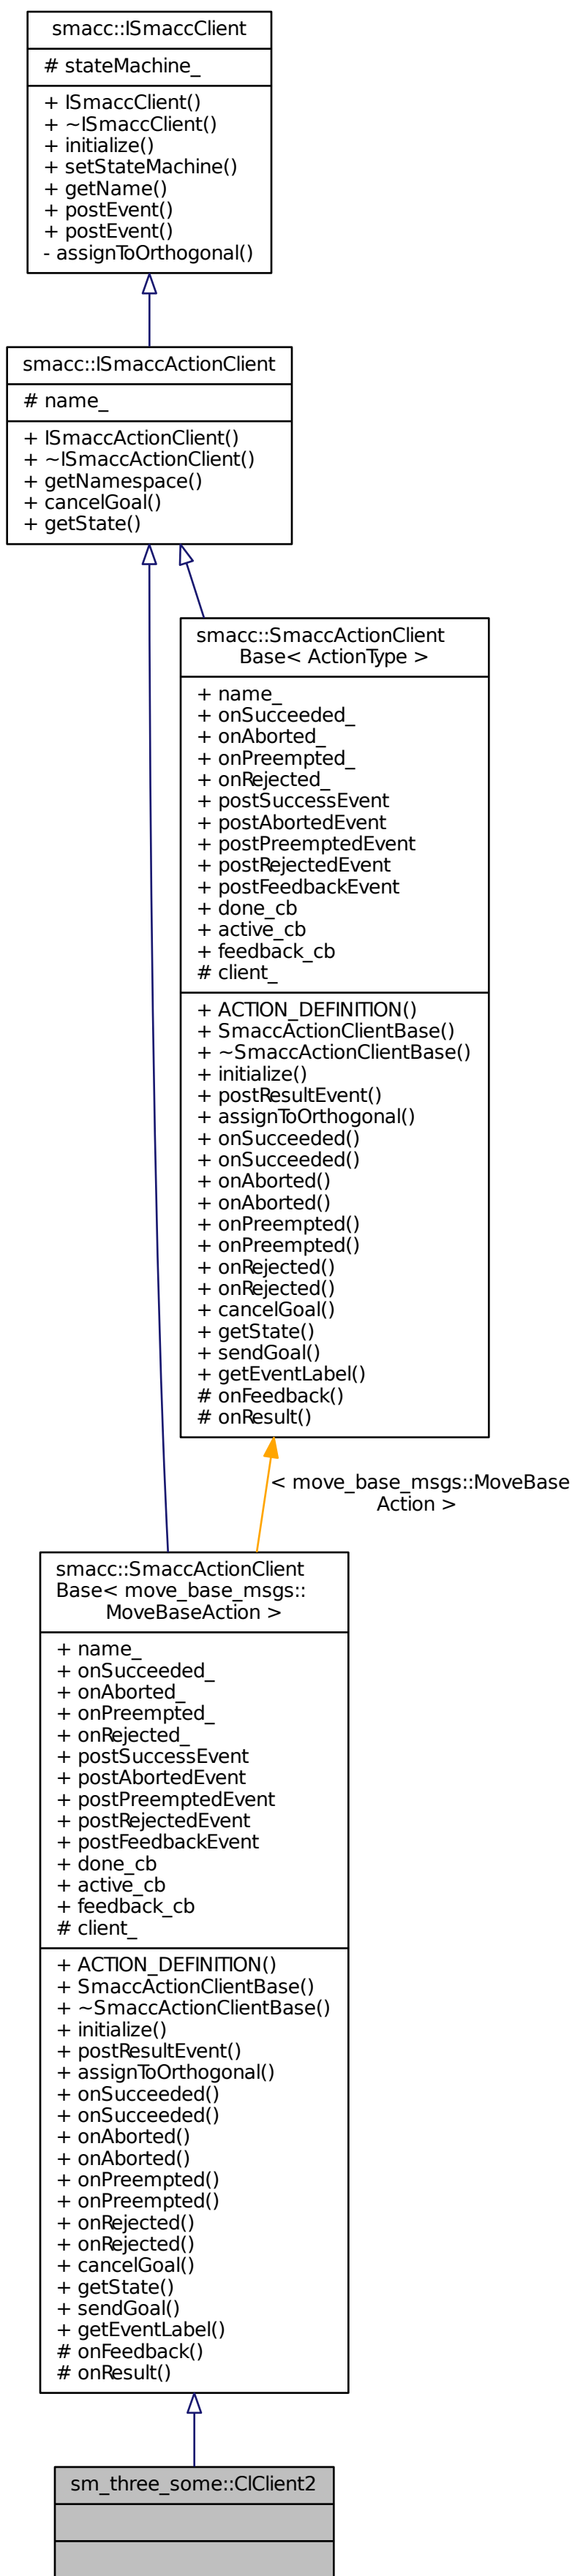 smacc::ISmaccClient
# stateMachine_
+ ISmaccClient()
+ ~ISmaccClient()
+ initialize()
+ setStateMachine()
+ getName()
+ postEvent()
+ postEvent()
- assignToOrthogonal()
smacc::ISmaccActionClient
# name_
+ ISmaccActionClient()
+ ~ISmaccActionClient()
+ getNamespace()
+ cancelGoal()
+ getState()
smacc::SmaccActionClient
Base< ActionType >
+ name_
+ onSucceeded_
+ onAborted_
+ onPreempted_
+ onRejected_
+ postSuccessEvent
+ postAbortedEvent
+ postPreemptedEvent
+ postRejectedEvent
+ postFeedbackEvent
+ done_cb
+ active_cb
+ feedback_cb
# client_
+ ACTION_DEFINITION()
+ SmaccActionClientBase()
+ ~SmaccActionClientBase()
+ initialize()
+ postResultEvent()
+ assignToOrthogonal()
+ onSucceeded()
+ onSucceeded()
+ onAborted()
+ onAborted()
+ onPreempted()
+ onPreempted()
+ onRejected()
+ onRejected()
+ cancelGoal()
+ getState()
+ sendGoal()
+ getEventLabel()
# onFeedback()
# onResult()
< move_base_msgs::MoveBase
Action >
smacc::SmaccActionClient
Base< move_base_msgs::
MoveBaseAction >
+ name_
+ onSucceeded_
+ onAborted_
+ onPreempted_
+ onRejected_
+ postSuccessEvent
+ postAbortedEvent
+ postPreemptedEvent
+ postRejectedEvent
+ postFeedbackEvent
+ done_cb
+ active_cb
+ feedback_cb
# client_
+ ACTION_DEFINITION()
+ SmaccActionClientBase()
+ ~SmaccActionClientBase()
+ initialize()
+ postResultEvent()
+ assignToOrthogonal()
+ onSucceeded()
+ onSucceeded()
+ onAborted()
+ onAborted()
+ onPreempted()
+ onPreempted()
+ onRejected()
+ onRejected()
+ cancelGoal()
+ getState()
+ sendGoal()
+ getEventLabel()
# onFeedback()
# onResult()
sm_three_some::ClClient2